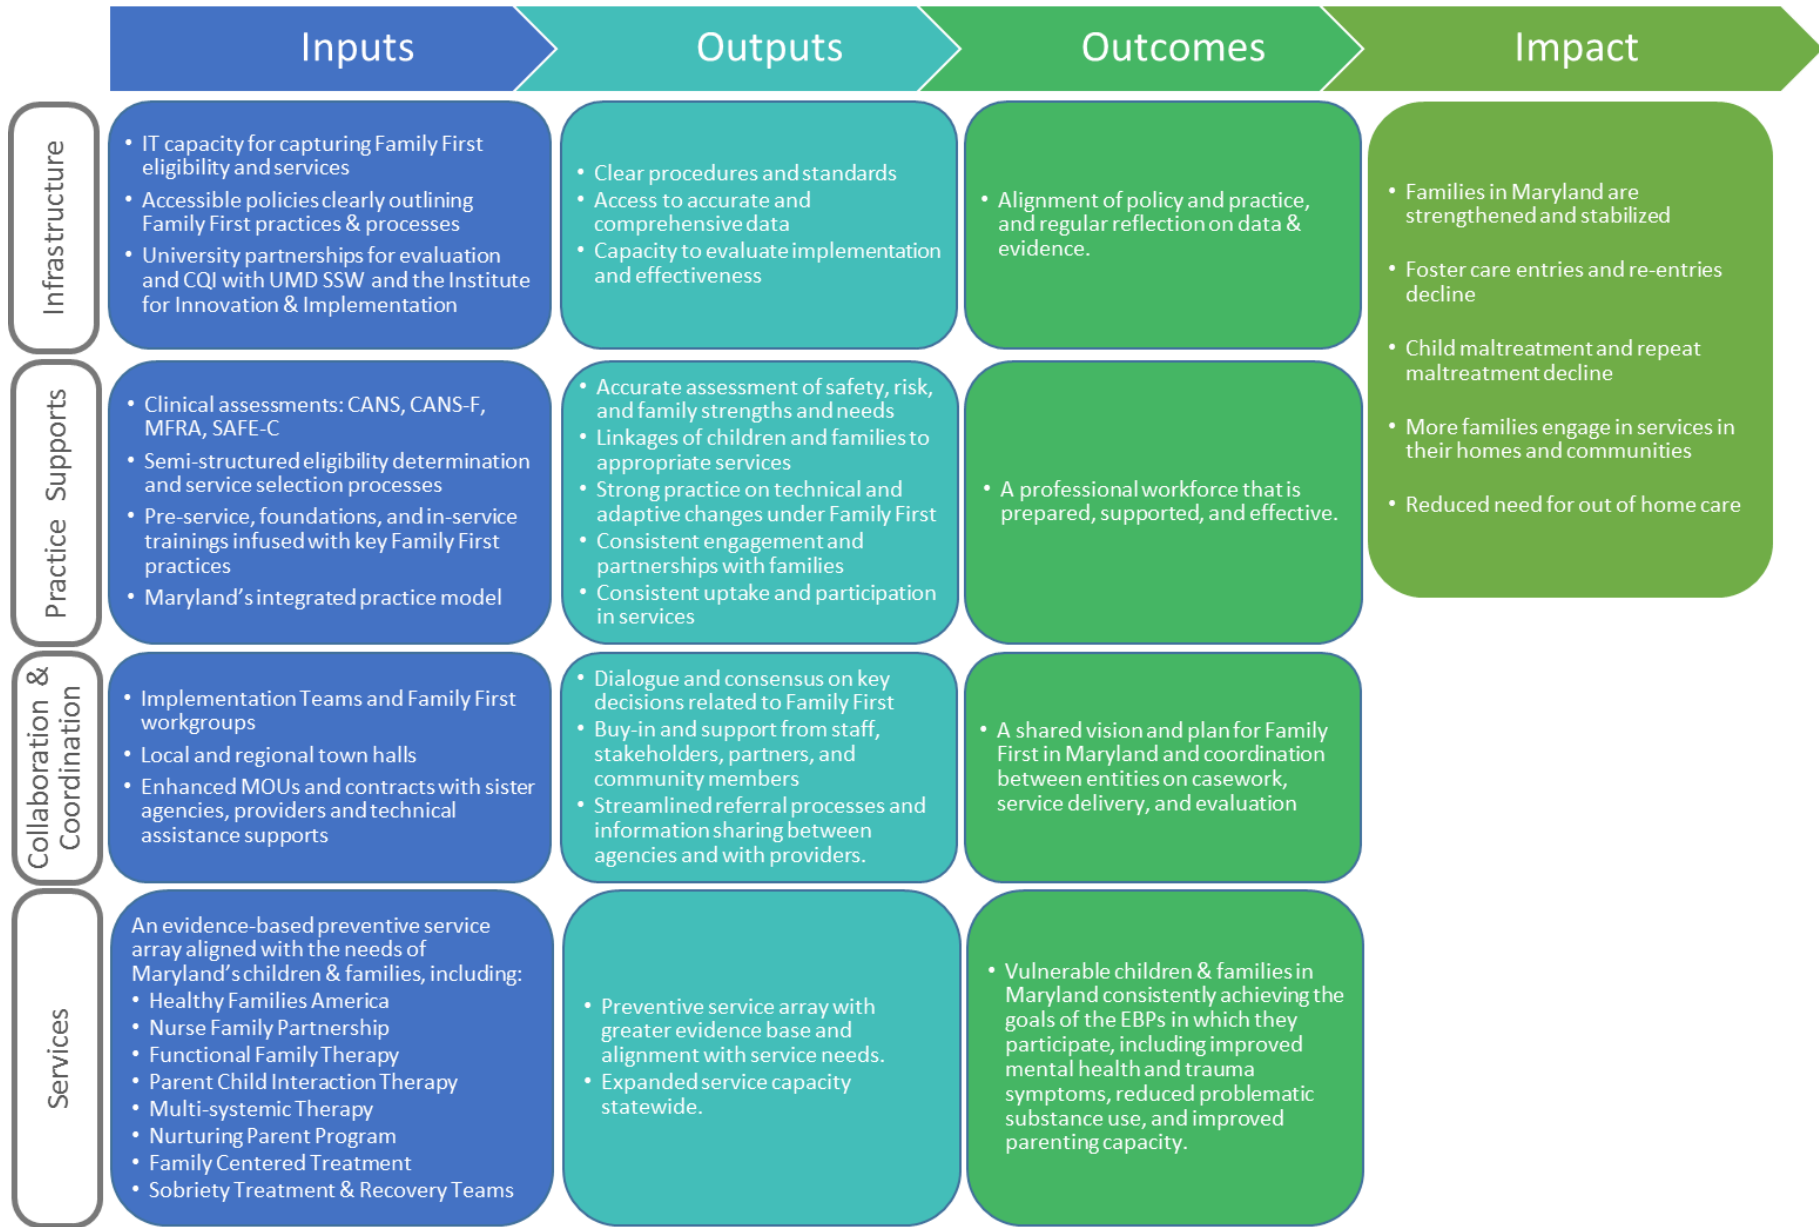 Inputs
Outputs
Outcomes
Impact
Infrastructure
• IT capacity for capturing Family First
eligibility and services
• Accessible policies clearly outlining
Family First practices & processes
• University partnerships for evaluation
and CQI with UMD SSW and the Institute
for Innovation & Implementation
• Clear procedures and standards
• Access to accurate and
comprehensive data
• Capacity to evaluate implementation
and effectiveness
• Alignment of policy and practice,
and regular reflection on data &
evidence.
• Families in Maryland are
strengthened and stabilized
• Foster care entries and re-entries
decline
• Child maltreatment and repeat
maltreatment decline
• More families engage in services in
their homes and communities
• Reduced need for out of home care
Practice Supports
• Clinical assessments: CANS, CANS-F,
MFRA, SAFE-C
• Semi-structured eligibility determination
and service selection processes
• Pre-service, foundations, and in-service
trainings infused with key Family First
practices
• Maryland's integrated practice model
• Accurate assessment of safety, risk,
and family strengths and needs
• Linkages of children and families to
appropriate services
• Strong practice on technical and
adaptive changes under Family First
• Consistent engagement and
partnerships with families
• Consistent uptake and participation
in services
• A professional workforce that is
prepared, supported, and effective.
Collaboration &
Coordination
• Implementation Teams and Family First
workgroups
• Local and regional town halls
• Enhanced MOUs and contracts with sister
agencies, providers and technical
assistance supports
• Dialogue and consensus on key
decisions related to Family First
• Buy-in and support from staff,
stakeholders, partners, and
community members
• Streamlined referral processes and
information sharing between
agencies and with providers.
• A shared vision and plan for Family
First in Maryland and coordination
between entities on casework,
service delivery, and evaluation
Services
An evidence-based preventive service
array aligned with the needs of
Maryland's children & families, including:
• Healthy Families America
• Nurse Family Partnership
• Functional Family Therapy
• Parent Child Interaction Therapy
• Multi-systemic Therapy
• Nurturing Parent Program
• Family Centered Treatment
• Sobriety Treatment & Recovery Teams
• Preventive service array with
greater evidence base and
alignment with service needs.
• Expanded service capacity
statewide.
• Vulnerable children & families in
Maryland consistently achieving the
goals of the EBPs in which they
participate, including improved
mental health and trauma
symptoms, reduced problematic
substance use, and improved
parenting capacity.